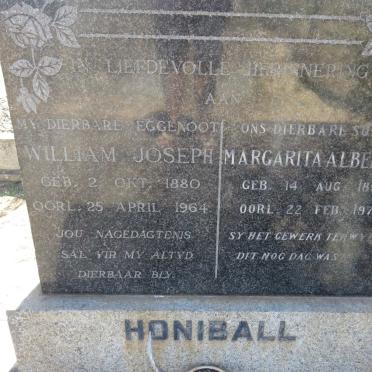 IN LIEFDEVOLLE HERINNERING
AAN
MY DIERBARE EGGENOOT
WILLIAM JOSEPH
GEB. 2 OKT. 1880
OORL. 25 APRIL 1964
JOU NAGEDAGTENIS
SAL VIR MY ALTYD
DIERBAAR BLY.
ONS DIERBARE
MARGARITA
GEB. 14 AUG
OORL. 22 FEB.
SY HET GEWERK TERWYL
DIT NOG DAG WAS
HONIBALL